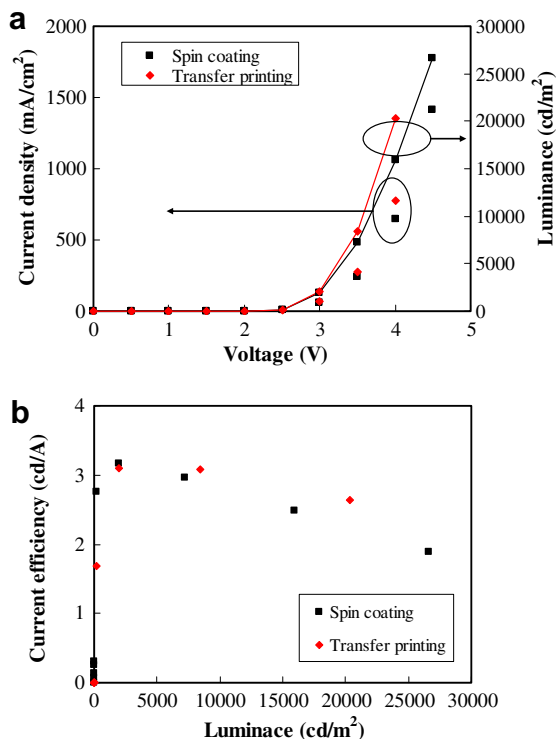 a
2000
1500
1000
500
0
Current density (mA/cm²)
Spin coating
Transfer printing
30000
25000
20000
15000
10000
5000
0
Luminance (cd/m²)
0 1 2 3 4 5
Voltage (V)
b
4
3
2
1
0
Current efficiency (cd/A)
Spin coating
Transfer printing
0 5000 10000 15000 20000 25000 30000
Luminace (cd/m²)